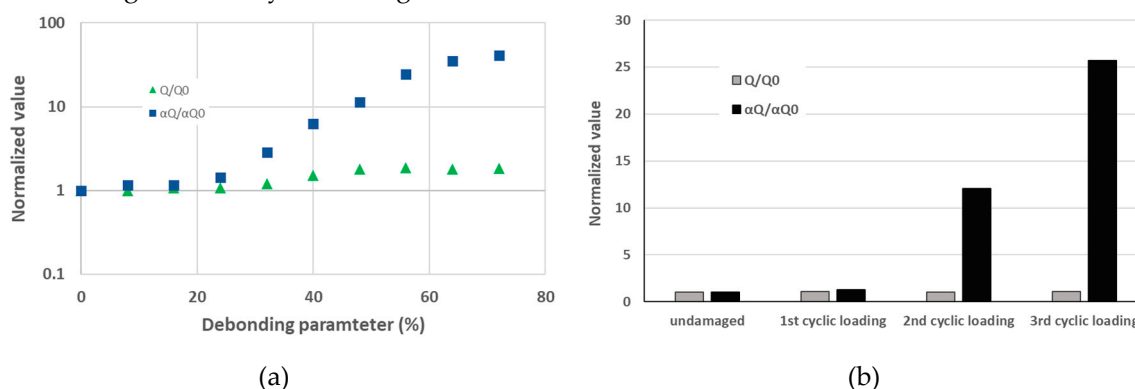 100
10
1
0.1
Normalized value
Q/Q0
αQ/αQ0
0 20 40 60 80
Debonding paramteter (%)
(a)
30
25
20
15
10
5
0
Normalized value
Q/Q0
αQ/αQ0
undamaged 1st cyclic loading 2nd cyclic loading 3rd cyclic loading
(b)